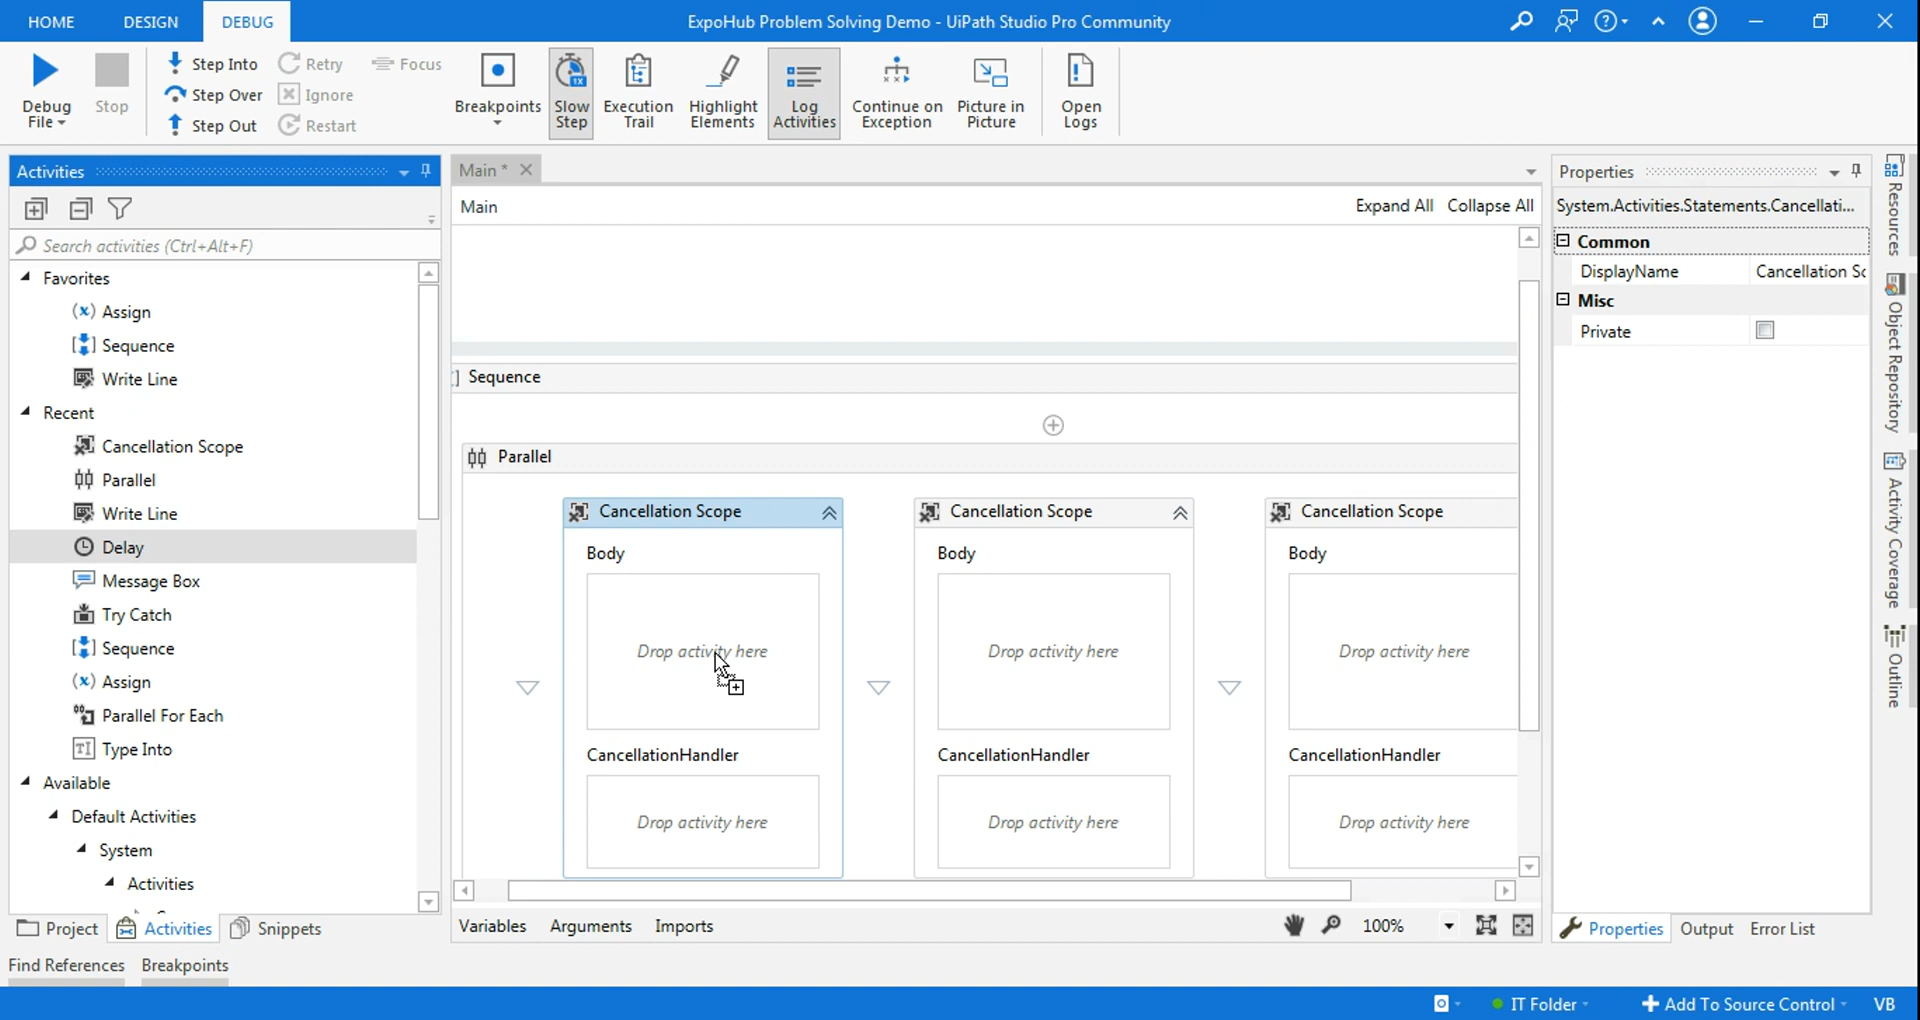 HOME DESIGN DEBUG ExpoHub Problem Solving Demo - UiPath Studio Pro Community
Debug File
Stop
Step Into
Step Over
Step Out
Retry
Ignore
Restart
Focus
Breakpoints
Slow Step
Execution Trail
Highlight Elements
Log Activities
Continue on Exception
Picture in Picture
Open Logs
Activities
Search activities (Ctrl+Alt+F)
Favorites
Assign
Sequence
Write Line
Recent
Cancellation Scope
Parallel
Write Line
Delay
Message Box
Try Catch
Sequence
Assign
Parallel For Each
Type Into
Available
Default Activities
System
Activities
Project Activities Snippets
Find References Breakpoints
Main *
Main Expand All Collapse All
Sequence
Parallel
Cancellation Scope Cancellation Scope Cancellation Scope
Body Body Body
Drop activity here Drop activity here Drop activity here
CancellationHandler CancellationHandler CancellationHandler
Drop activity here Drop activity here Drop activity here
Variables Arguments Imports 100%
Properties
System.Activities.Statements.Cancellati...
Common
DisplayName Cancellation Sc
Misc
Private
Properties Output Error List
Resources
Object Repository
Activity Coverage
Outline
IT Folder Add To Source Control VB